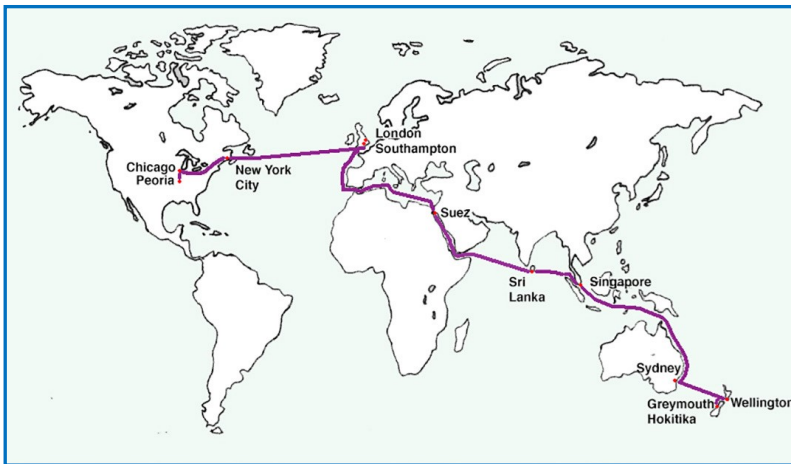 London
Southampton
Chicago
Peoria
New York
City
Suez
Sri
Lanka
Singapore
Sydney
Greymouth
Hokitika
Wellington